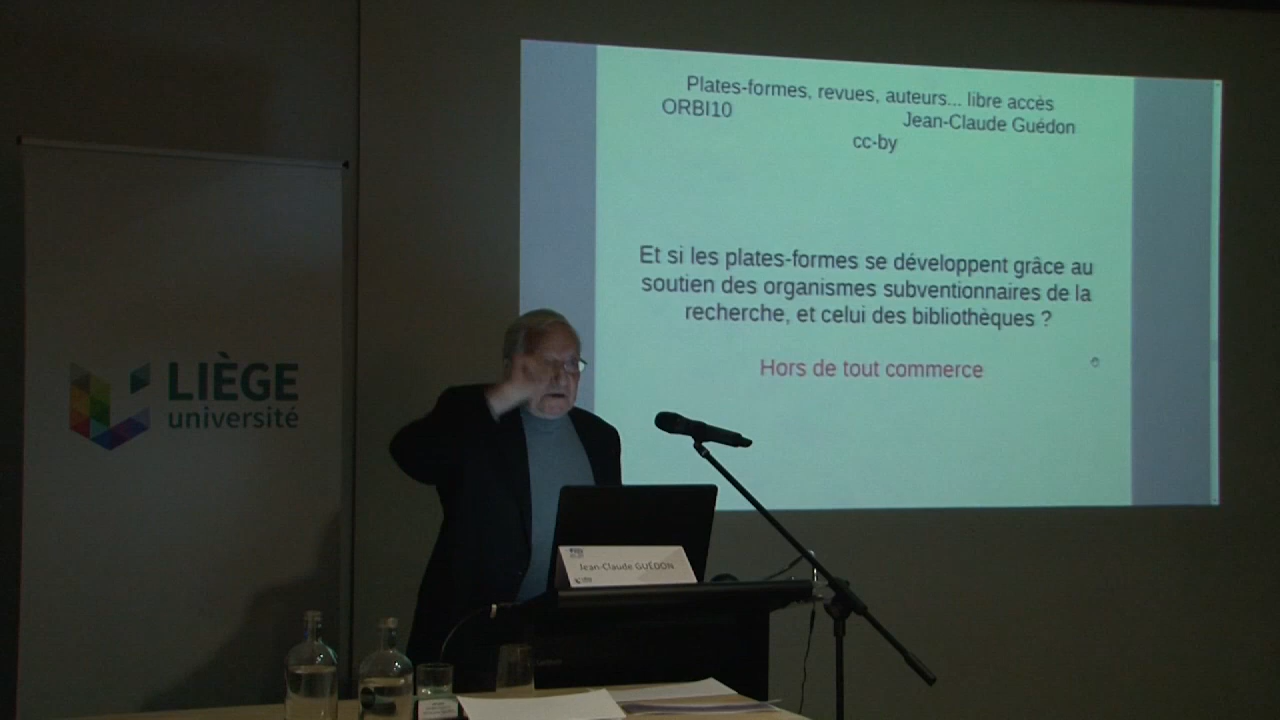 Plates-formes, revues, auteurs... libre accès
ORBI10
Jean-Claude Guédon
cc-by
Et si les plates-formes se développent grâce au
soutien des organismes subventionnaires de la
recherche, et celui des bibliothèques ?
Hors de tout commerce
LIÈGE
université
Jean-Claude GUÉDON